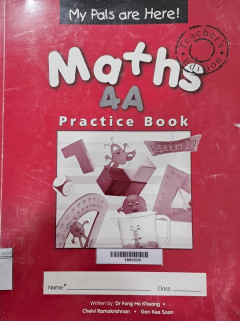 My Pals are Here!
Teacher's Edition
Maths
4A
Practice Book
Name:
Class:
Written by: Dr Fong Ho Kheong •
Chelvi Ramakrishnan • Gan Kee Soon